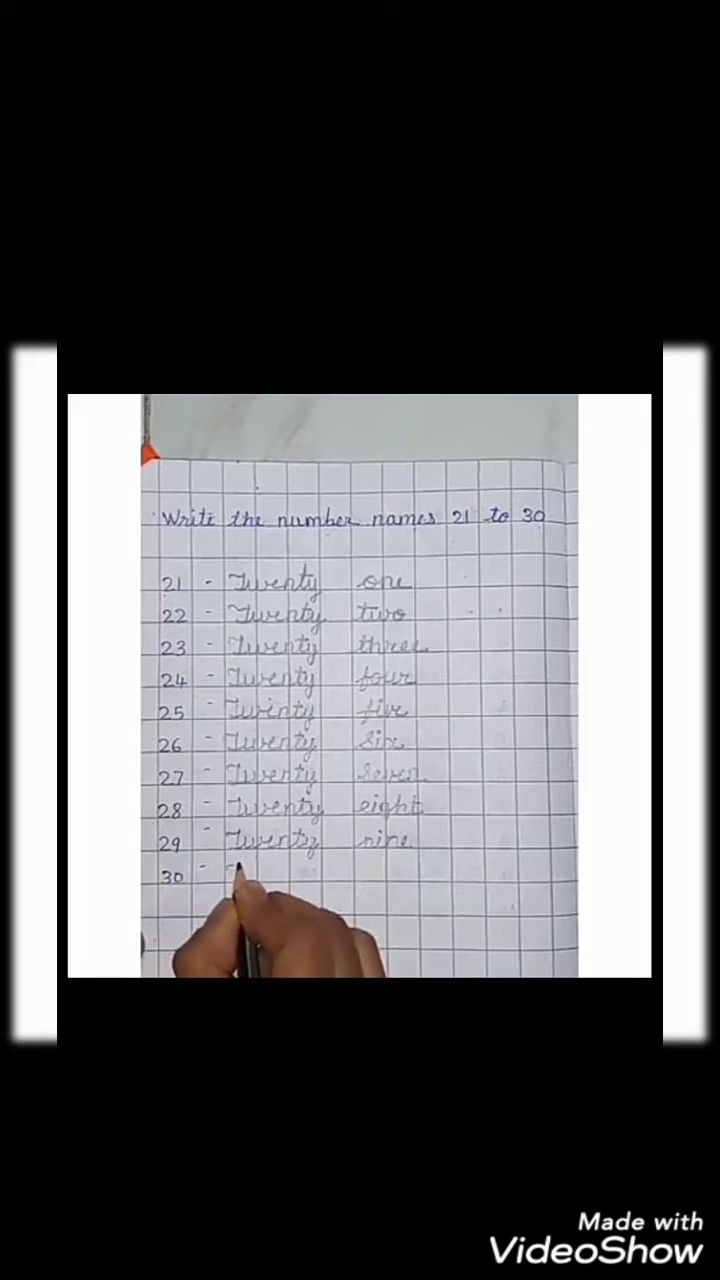 Write the number names 21 to 30
21 - Twenty one
22 - Twenty two
23 - Twenty three
24 - Twenty four
25 - Twenty five
26 - Twenty six
27 - Twenty seven
28 - Twenty eight
29 - Twenty nine
30 -
Made with
VideoShow